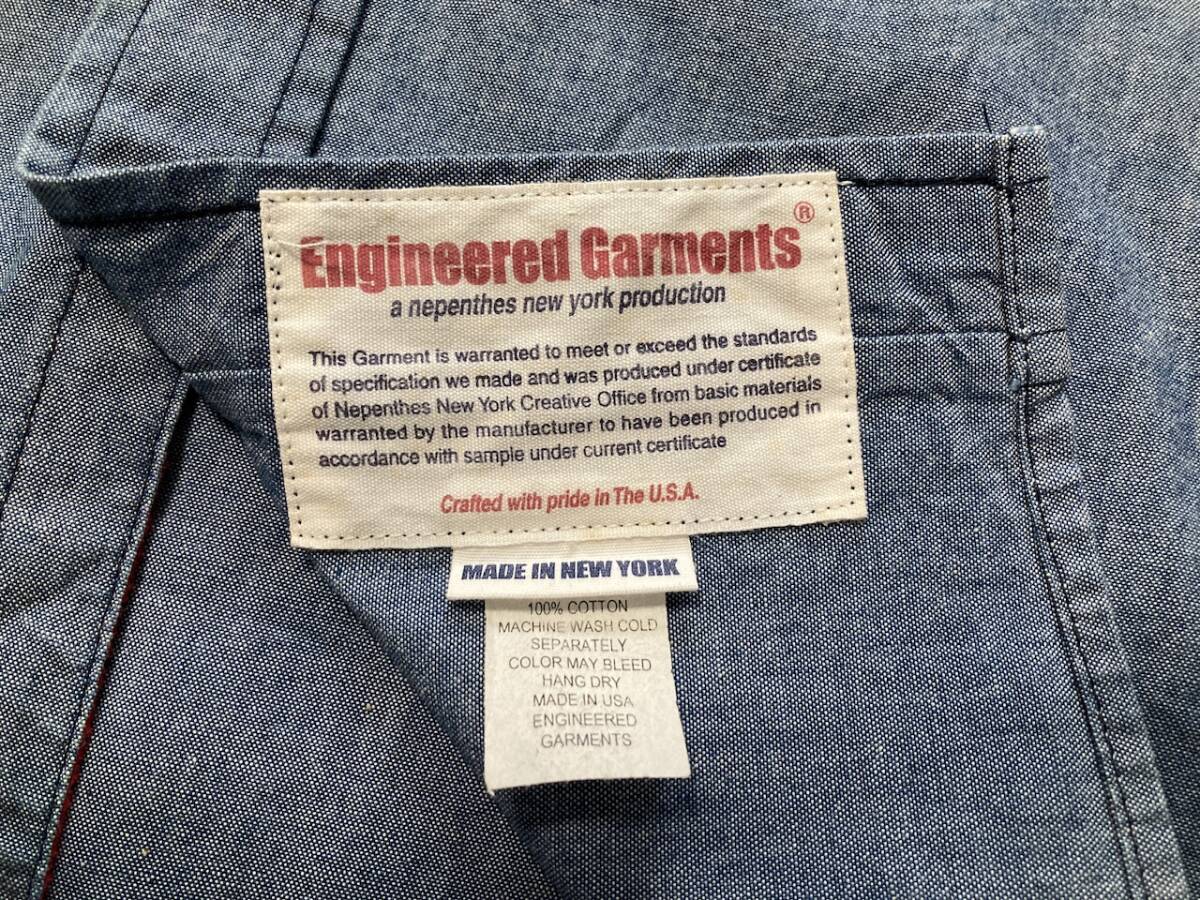 Engineered Garments®
a nepenthes new york production
This Garment is warranted to meet or exceed the standards
of specification we made and was produced under certificate
of Nepenthes New York Creative Office from basic materials
warranted by the manufacturer to have been produced in
accordance with sample under current certificate
Crafted with pride in The U.S.A.
MADE IN NEW YORK
100% COTTON
MACHINE WASH COLD
SEPARATELY
COLOR MAY BLEED
HANG DRY
MADE IN USA
ENGINEERED
GARMENTS